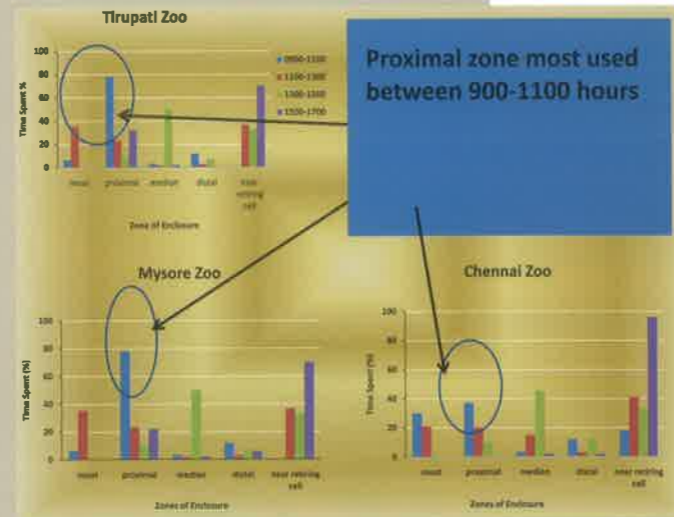 Tirupati Zoo
Proximal zone most used
between 900-1100 hours
100
80
60
40
20
0
Time Spent %
0900-1100
1100-1300
1300-1500
1500-1700
moat proximal median distal near retiring cell
Zone of Enclosure
Mysore Zoo
100
80
60
40
20
0
Time Spent (%)
moat proximal median distal near retiring
cell
Zones of Enclosure
Chennai Zoo
100
80
60
40
20
0
Time Spent (%)
moat proximal median distal near retiring
cell
Zones of Enclosure